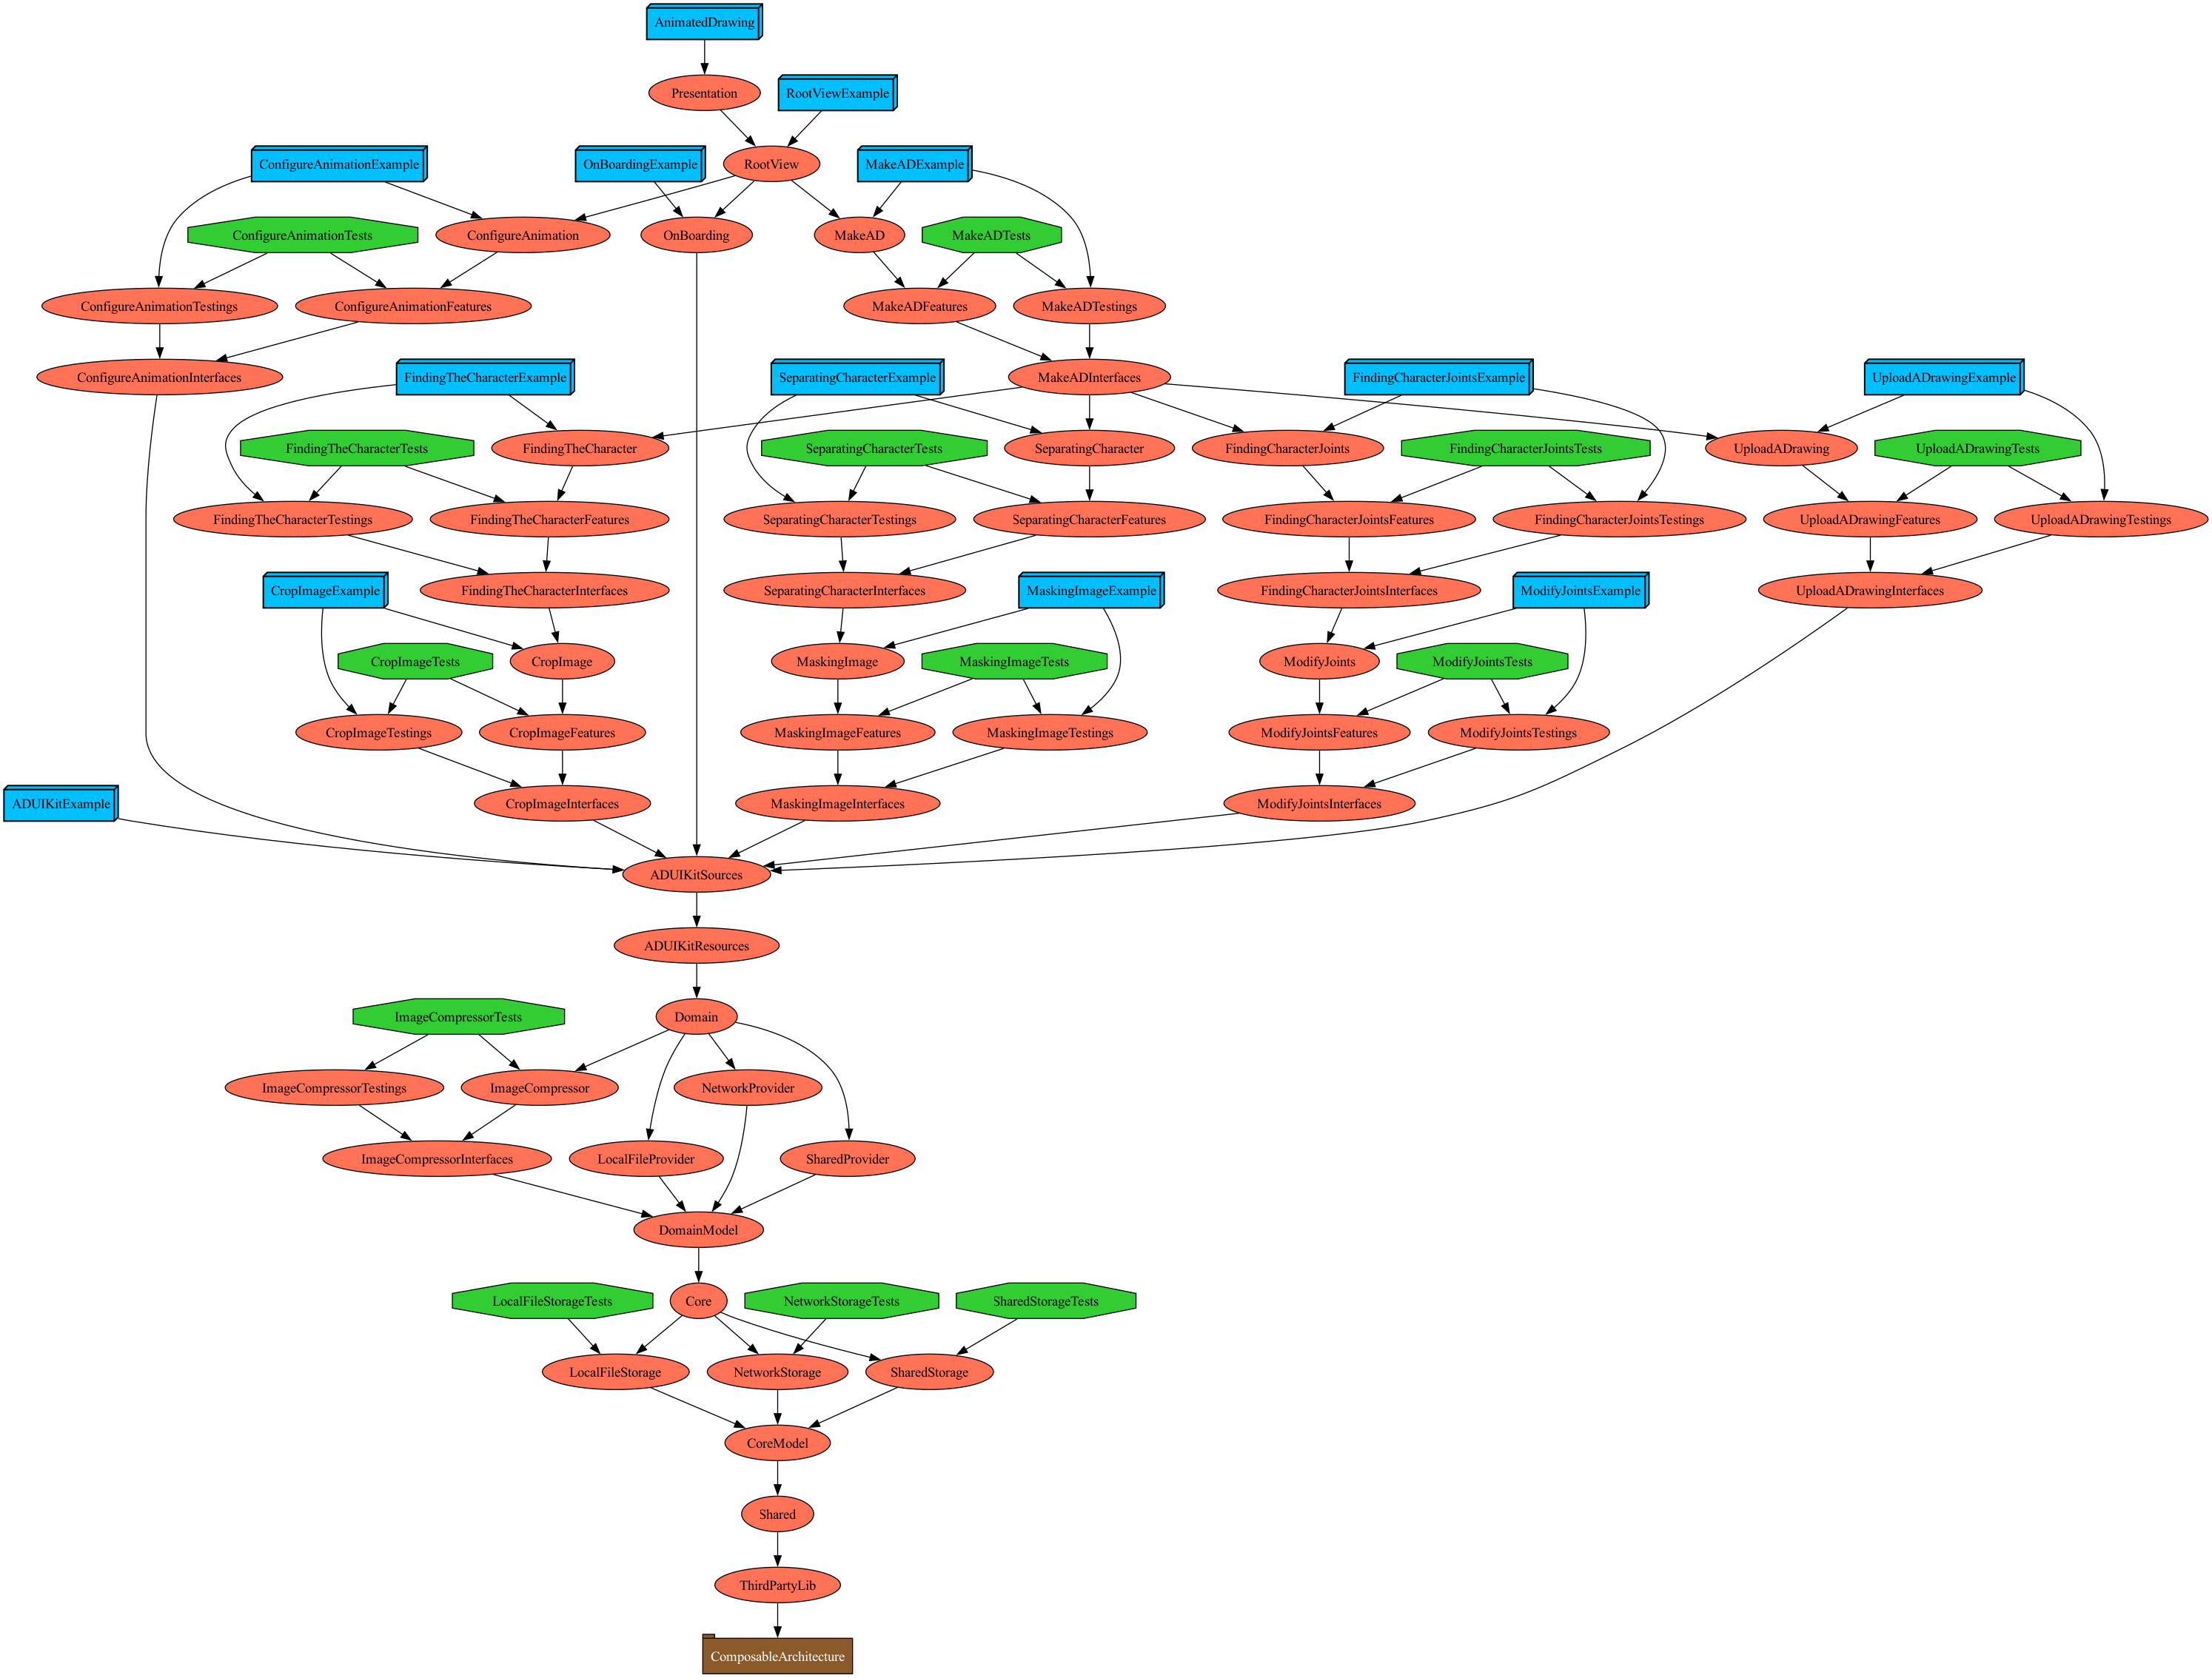 AnimatedDrawing
Presentation
RootViewExample
ConfigureAnimationExample
OnBoardingExample
RootView
MakeADExample
ConfigureAnimationTests
ConfigureAnimation
OnBoarding
MakeAD
MakeADTests
ConfigureAnimationTestings
ConfigureAnimationFeatures
MakeADFeatures
MakeADTestings
ConfigureAnimationInterfaces
FindingTheCharacterExample
SeparatingCharacterExample
MakeADInterfaces
FindingCharacterJointsExample
UploadADrawingExample
FindingTheCharacterTests
FindingTheCharacter
SeparatingCharacterTests
SeparatingCharacter
FindingCharacterJoints
FindingCharacterJointsTests
UploadADrawing
UploadADrawingTests
FindingTheCharacterTestings
FindingTheCharacterFeatures
SeparatingCharacterTestings
SeparatingCharacterFeatures
FindingCharacterJointsFeatures
FindingCharacterJointsTestings
UploadADrawingFeatures
UploadADrawingTestings
CropImageExample
FindingTheCharacterInterfaces
SeparatingCharacterInterfaces
MaskingImageExample
FindingCharacterJointsInterfaces
ModifyJointsExample
UploadADrawingInterfaces
CropImageTests
CropImage
MaskingImage
MaskingImageTests
ModifyJoints
ModifyJointsTests
CropImageTestings
CropImageFeatures
MaskingImageFeatures
MaskingImageTestings
ModifyJointsFeatures
ModifyJointsTestings
ADUIKitExample
CropImageInterfaces
MaskingImageInterfaces
ModifyJointsInterfaces
ADUIKitSources
ADUIKitResources
ImageCompressorTests
Domain
ImageCompressorTestings
ImageCompressor
NetworkProvider
ImageCompressorInterfaces
LocalFileProvider
SharedProvider
DomainModel
LocalFileStorageTests
Core
NetworkStorageTests
SharedStorageTests
LocalFileStorage
NetworkStorage
SharedStorage
CoreModel
Shared
ThirdPartyLib
ComposableArchitecture